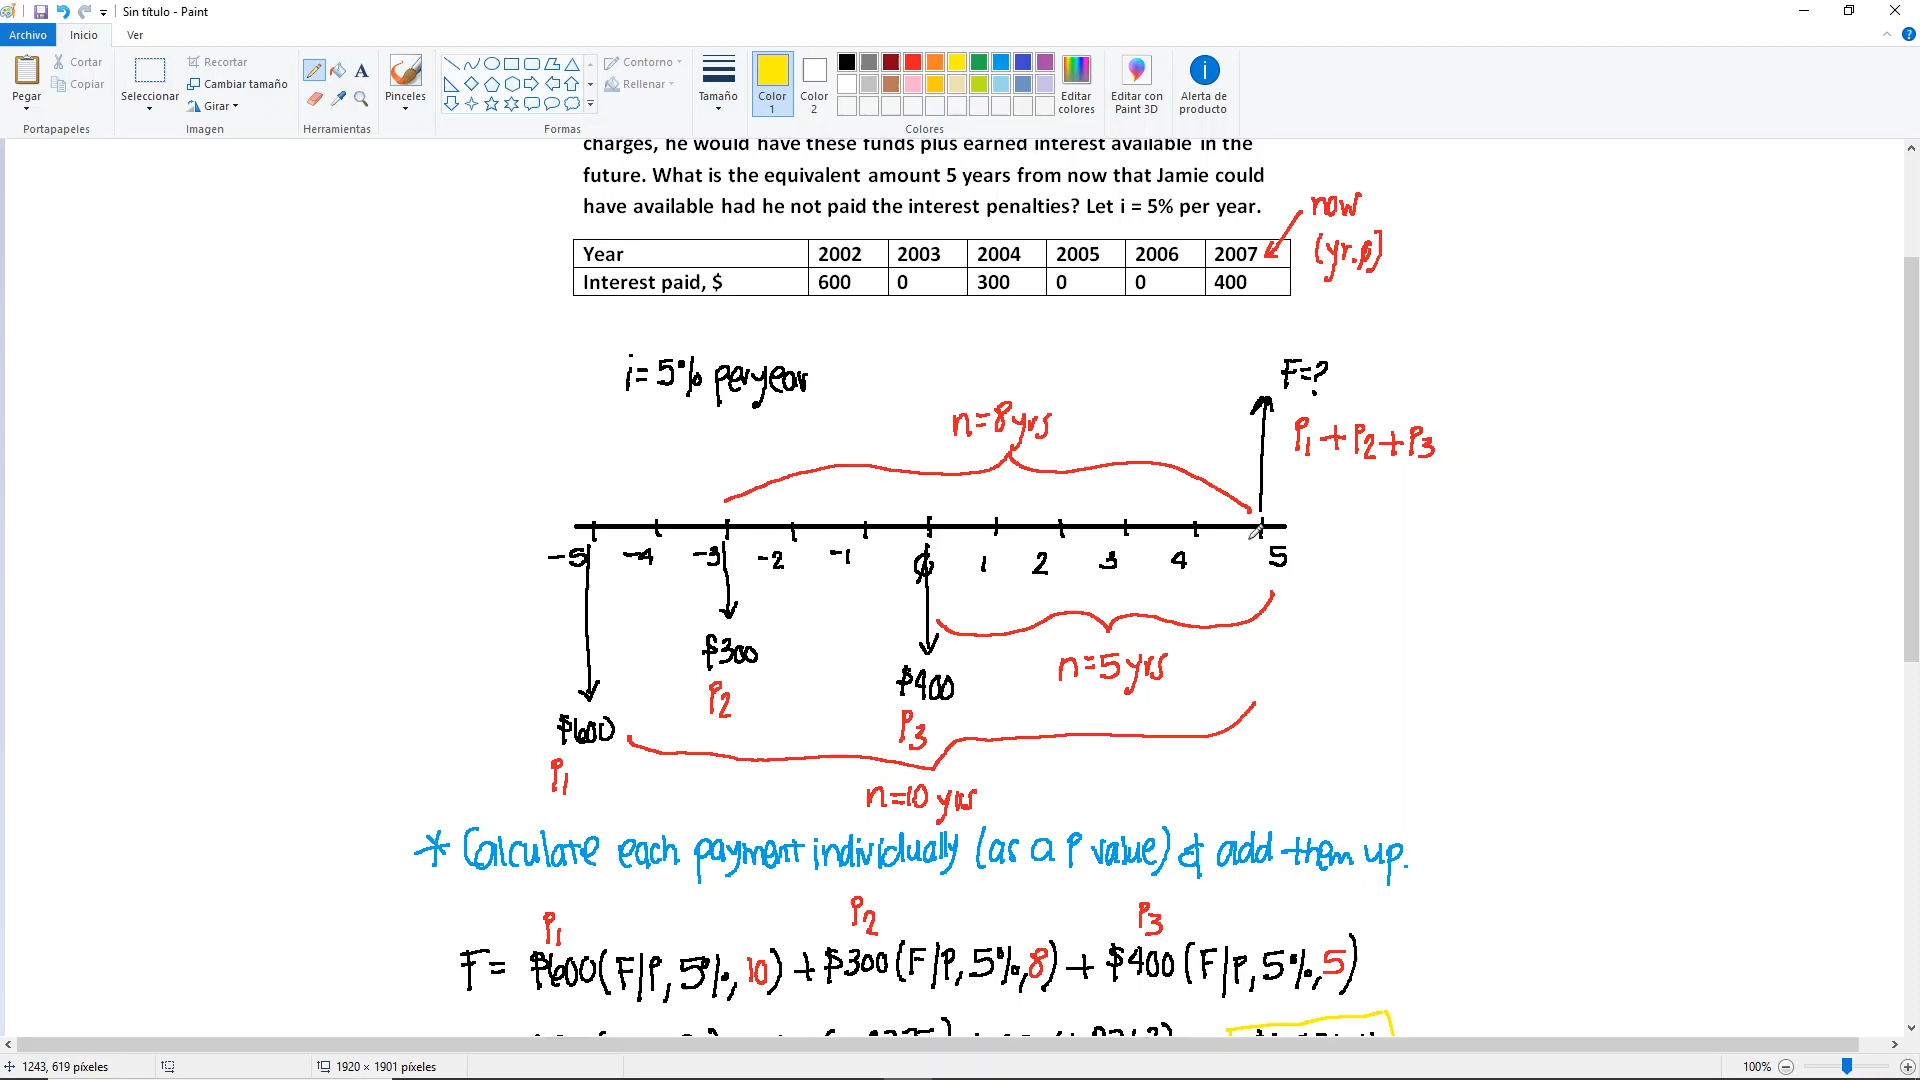 Sin título - Paint
Archivo Inicio Ver
Pegar Cortar Copiar Portapapeles
Seleccionar Recortar Cambiar tamaño Girar Imagen
Herramientas
Pinceles
Contorno Rellenar Formas
Tamaño
Color 1 Color 2 Editar colores Colores
Editar con Paint 3D
Alerta de producto
charges, he would have these funds plus earned interest available in the
future. What is the equivalent amount 5 years from now that Jamie could
have available had he not paid the interest penalties? Let i = 5% per year.
now
(yr. 0)
Year 2002 2003 2004 2005 2006 2007
Interest paid, $ 600 0 300 0 0 400
i = 5% per year
F=?
n=8yrs
P1+P2+P3
-5 -4 -3 -2 -1 0 1 2 3 4 5
$300
P2
$400
P3
n=5yrs
$600
P1
n=10 yrs
* Calculate each payment individually (as a P value) & add them up.
P1 P2 P3
F = $600(F|P, 5%, 10) + $300(F|P, 5%, 8) + $400(F|P, 5%, 5)
1243, 619 píxeles
1920 × 1901 píxeles
100%